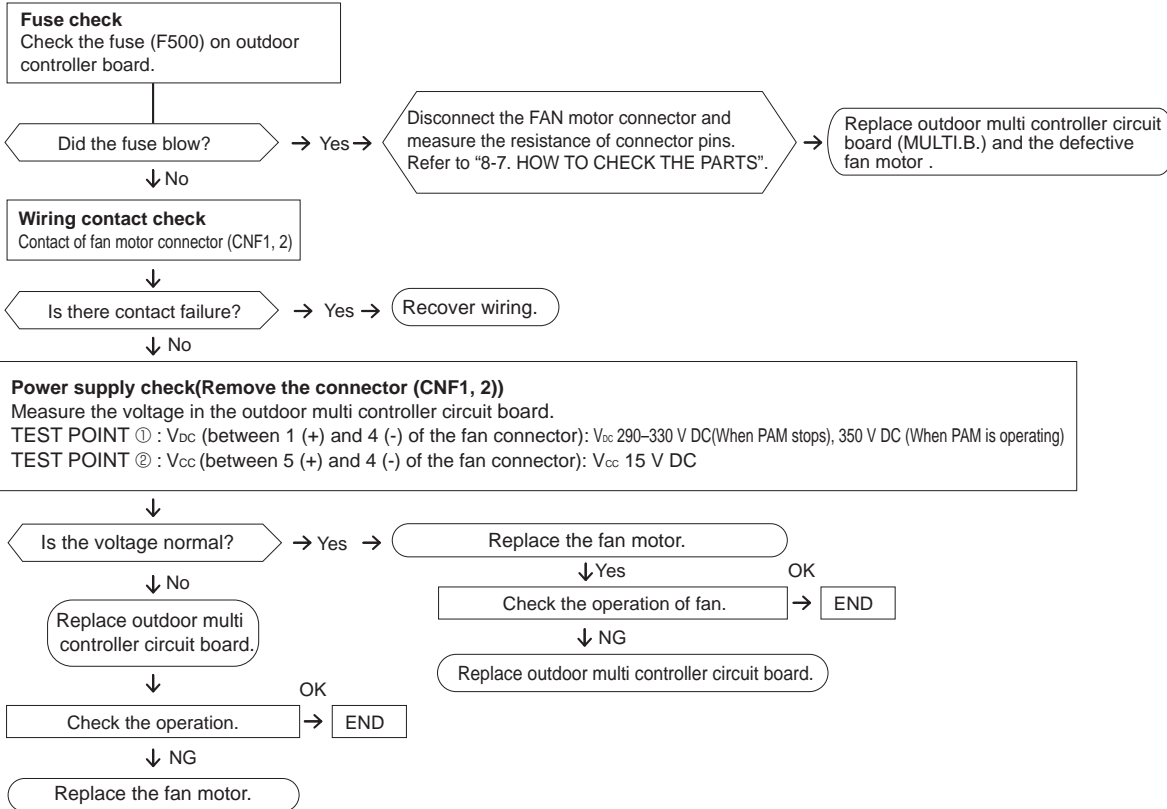 Fuse check
Check the fuse (F500) on outdoor
controller board.
Did the fuse blow?
Yes
Disconnect the FAN motor connector and
measure the resistance of connector pins.
Refer to “8-7. HOW TO CHECK THE PARTS”.
Replace outdoor multi controller circuit
board (MULTI.B.) and the defective
fan motor .
No
Wiring contact check
Contact of fan motor connector (CNF1, 2)
Is there contact failure?
Yes
Recover wiring.
No
Power supply check(Remove the connector (CNF1, 2))
Measure the voltage in the outdoor multi controller circuit board.
TEST POINT ① : VDC (between 1 (+) and 4 (-) of the fan connector): VDC 290–330 V DC(When PAM stops), 350 V DC (When PAM is operating)
TEST POINT ② : VCC (between 5 (+) and 4 (-) of the fan connector): VCC 15 V DC
Is the voltage normal?
Yes
Replace the fan motor.
Yes
OK
Check the operation of fan.
END
NG
Replace outdoor multi controller circuit board.
No
Replace outdoor multi
controller circuit board.
OK
Check the operation.
END
NG
Replace the fan motor.